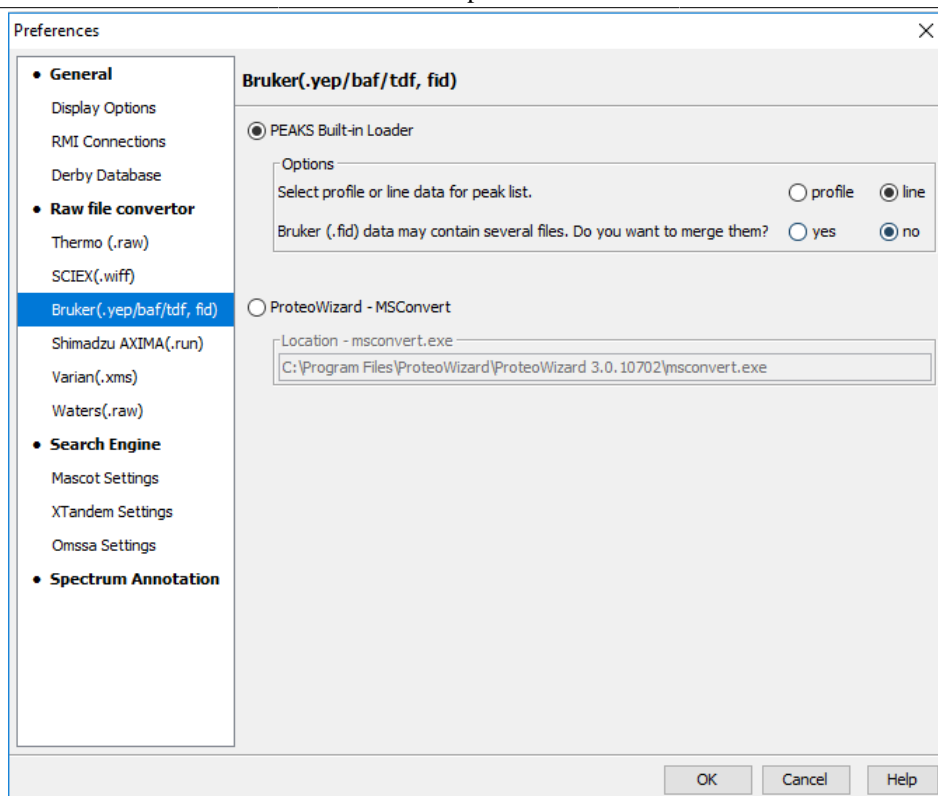 Preferences
• General
Display Options
RMI Connections
Derby Database
• Raw file convertor
Thermo (.raw)
SCIEX(.wiff)
Bruker(.yep/baf/tdf, fid)
Shimadzu AXIMA(.run)
Varian(.xms)
Waters(.raw)
• Search Engine
Mascot Settings
XTandem Settings
Omssa Settings
• Spectrum Annotation
Bruker(.yep/baf/tdf, fid)
PEAKS Built-in Loader
Options
Select profile or line data for peak list. profile line
Bruker (.fid) data may contain several files. Do you want to merge them? yes no
ProteoWizard - MSConvert
Location - msconvert.exe
C:\Program Files\ProteoWizard\ProteoWizard 3.0.10702\msconvert.exe
OK Cancel Help